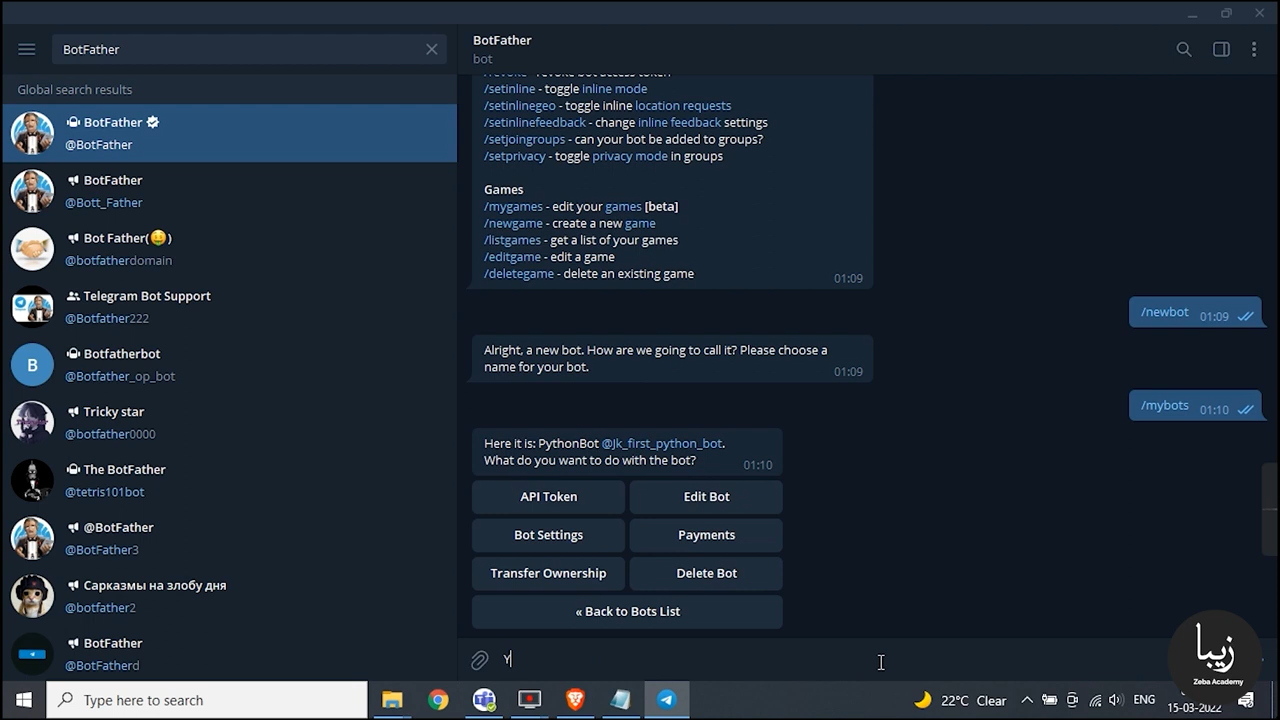 BotFather
Global search results
BotFather
@BotFather
BotFather
@Bott_Father
Bot Father(🤑)
@botfatherdomain
Telegram Bot Support
@Botfather222
B
Botfatherbot
@Botfather_op_bot
Tricky star
@botfather0000
The BotFather
@tetris101bot
@BotFather
@BotFather3
Сарказмы на злобу дня
@botfather2
BotFather
@BotFatherd
BotFather
bot
/revoke - revoke bot access token
/setinline - toggle inline mode
/setinlinegeo - toggle inline location requests
/setinlinefeedback - change inline feedback settings
/setjoingroups - can your bot be added to groups?
/setprivacy - toggle privacy mode in groups
Games
/mygames - edit your games [beta]
/newgame - create a new game
/listgames - get a list of your games
/editgame - edit a game
/deletegame - delete an existing game
01:09
/newbot 01:09
Alright, a new bot. How are we going to call it? Please choose a
name for your bot.
01:09
/mybots 01:10
Here it is: PythonBot @Jk_first_python_bot.
What do you want to do with the bot?
01:10
API Token
Edit Bot
Bot Settings
Payments
Transfer Ownership
Delete Bot
« Back to Bots List
Y
زيبا
Zeba Academy
Type here to search
22°C Clear
ENG
15-03-2022